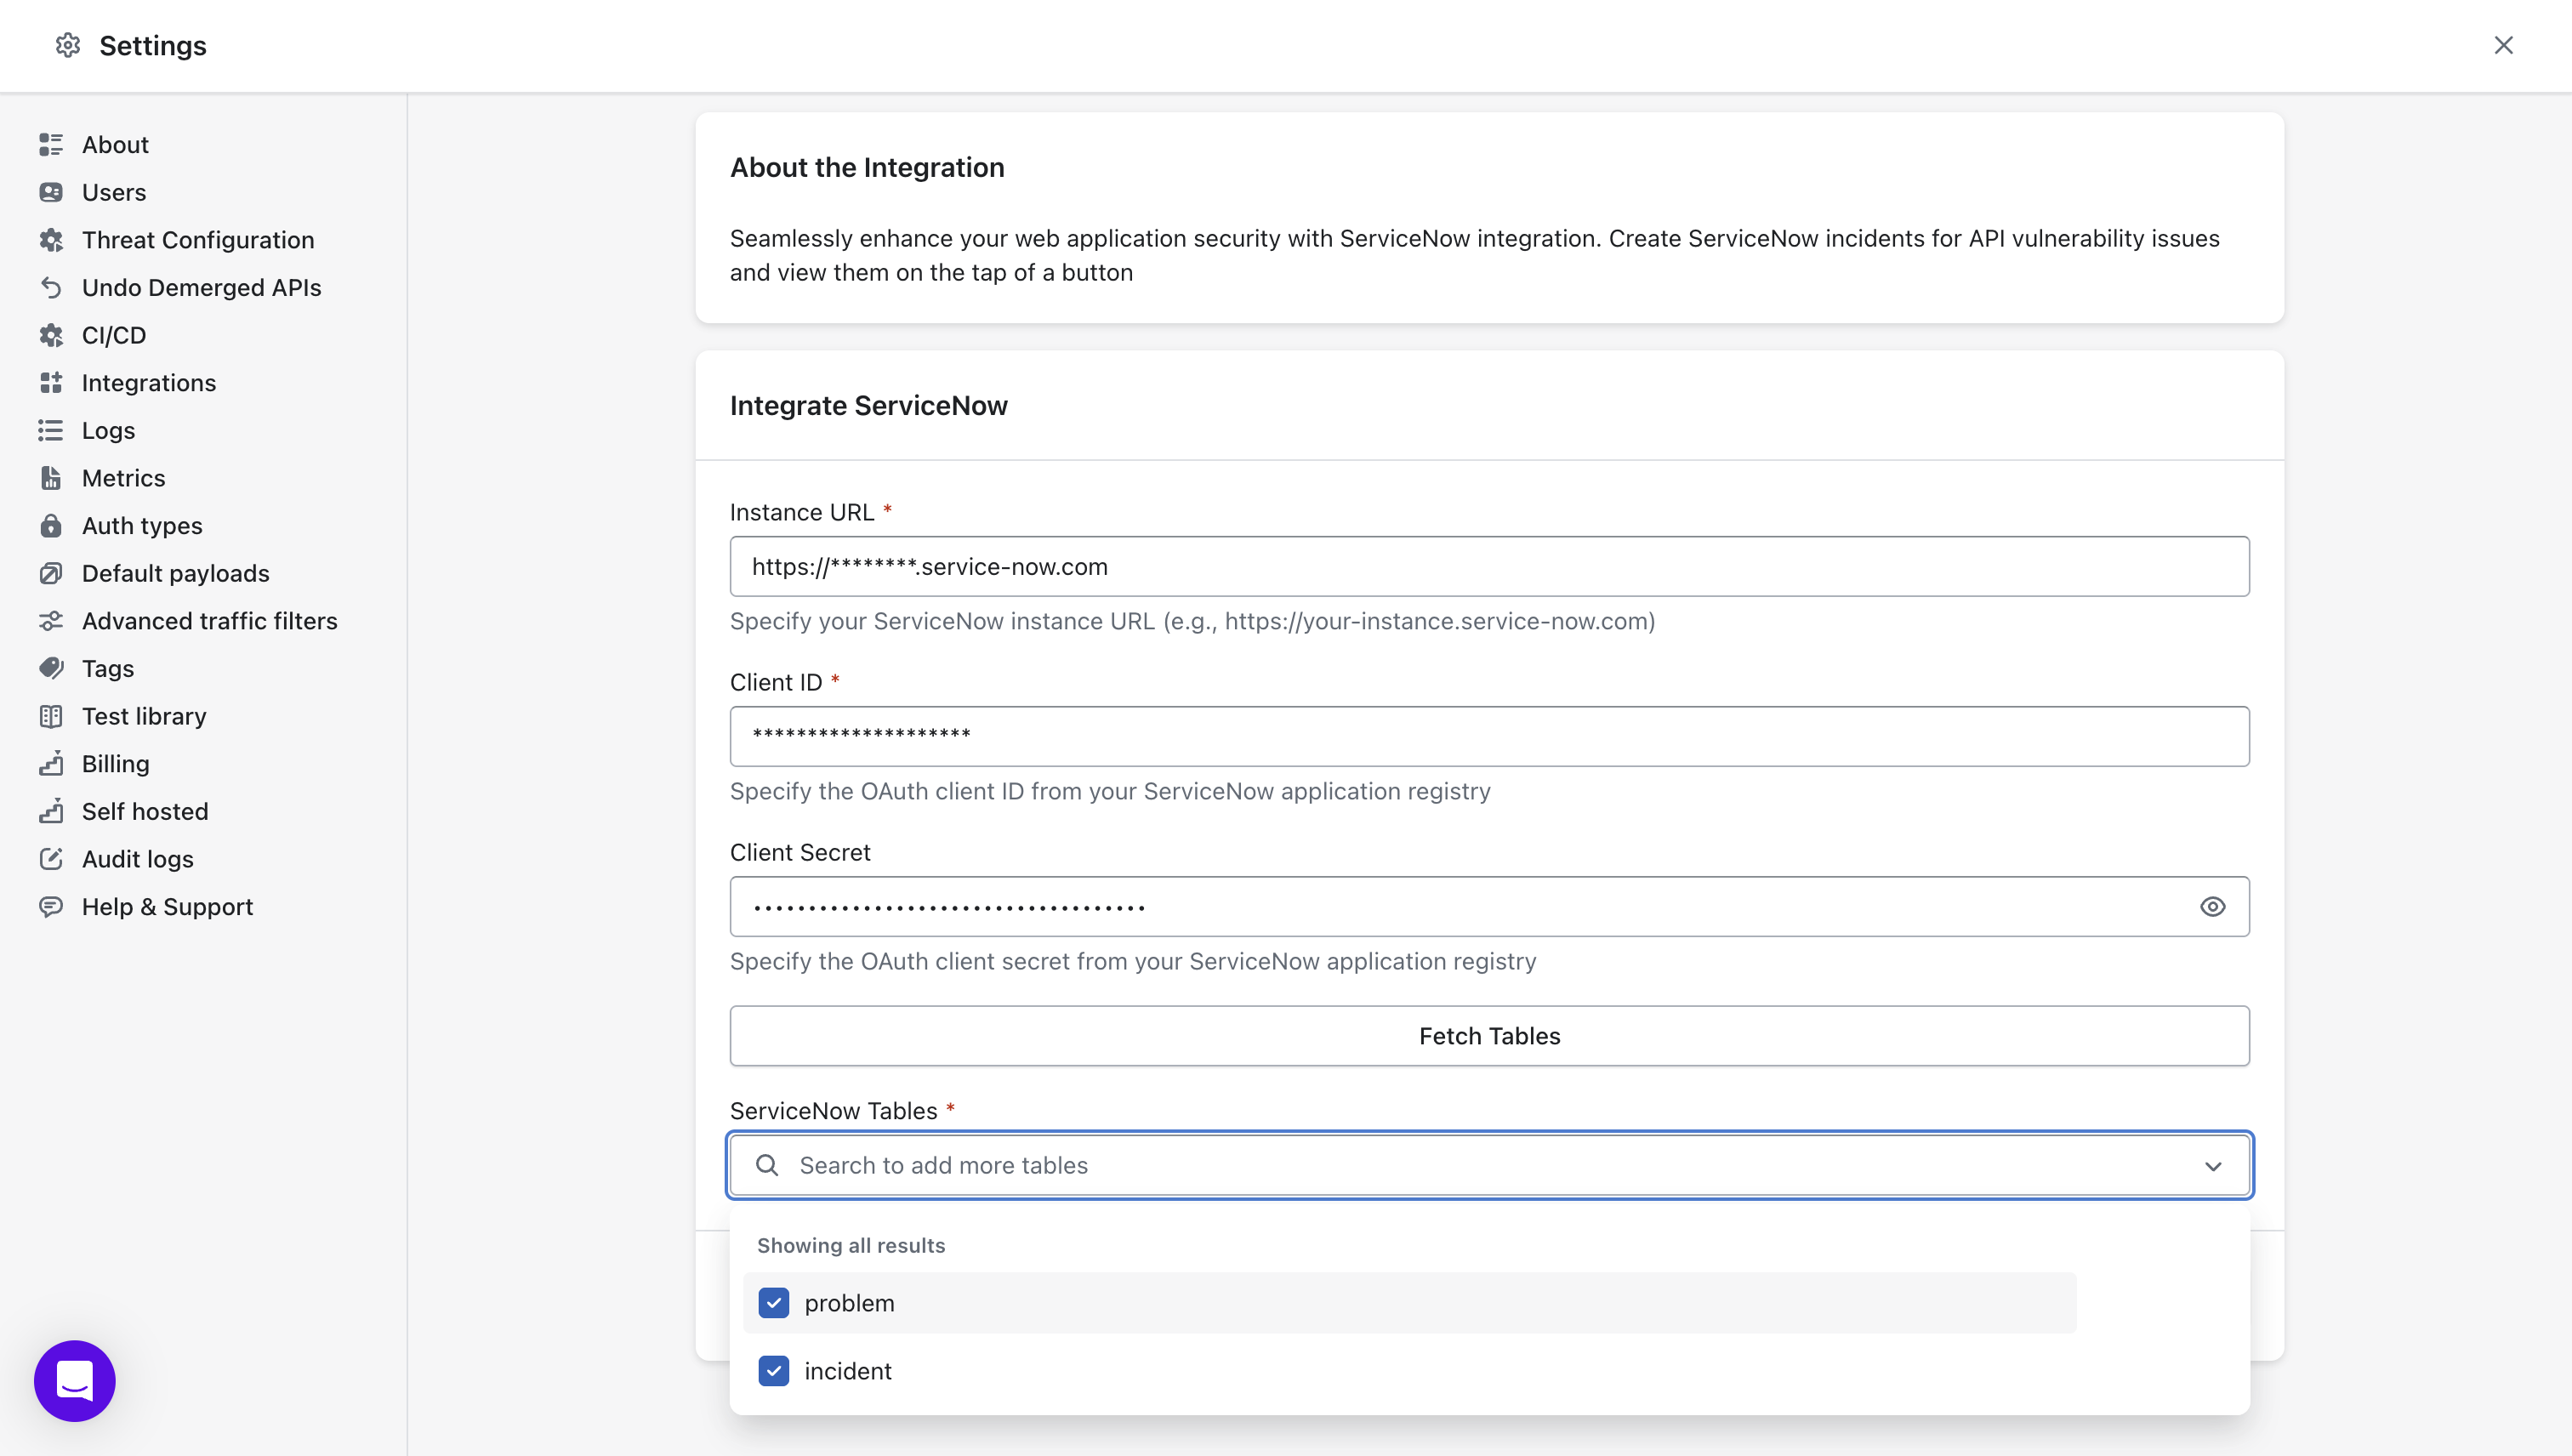 Settings
About
Users
Threat Configuration
Undo Demerged APIs
CI/CD
Integrations
Logs
Metrics
Auth types
Default payloads
Advanced traffic filters
Tags
Test library
Billing
Self hosted
Audit logs
Help & Support
About the Integration
Seamlessly enhance your web application security with ServiceNow integration. Create ServiceNow incidents for API vulnerability issues
and view them on the tap of a button
Integrate ServiceNow
Instance URL *
https://********.service-now.com
Specify your ServiceNow instance URL (e.g., https://your-instance.service-now.com)
Client ID *
********************
Specify the OAuth client ID from your ServiceNow application registry
Client Secret
••••••••••••••••••••••••••••••••••••
Specify the OAuth client secret from your ServiceNow application registry
Fetch Tables
ServiceNow Tables *
Search to add more tables
Showing all results
problem
incident